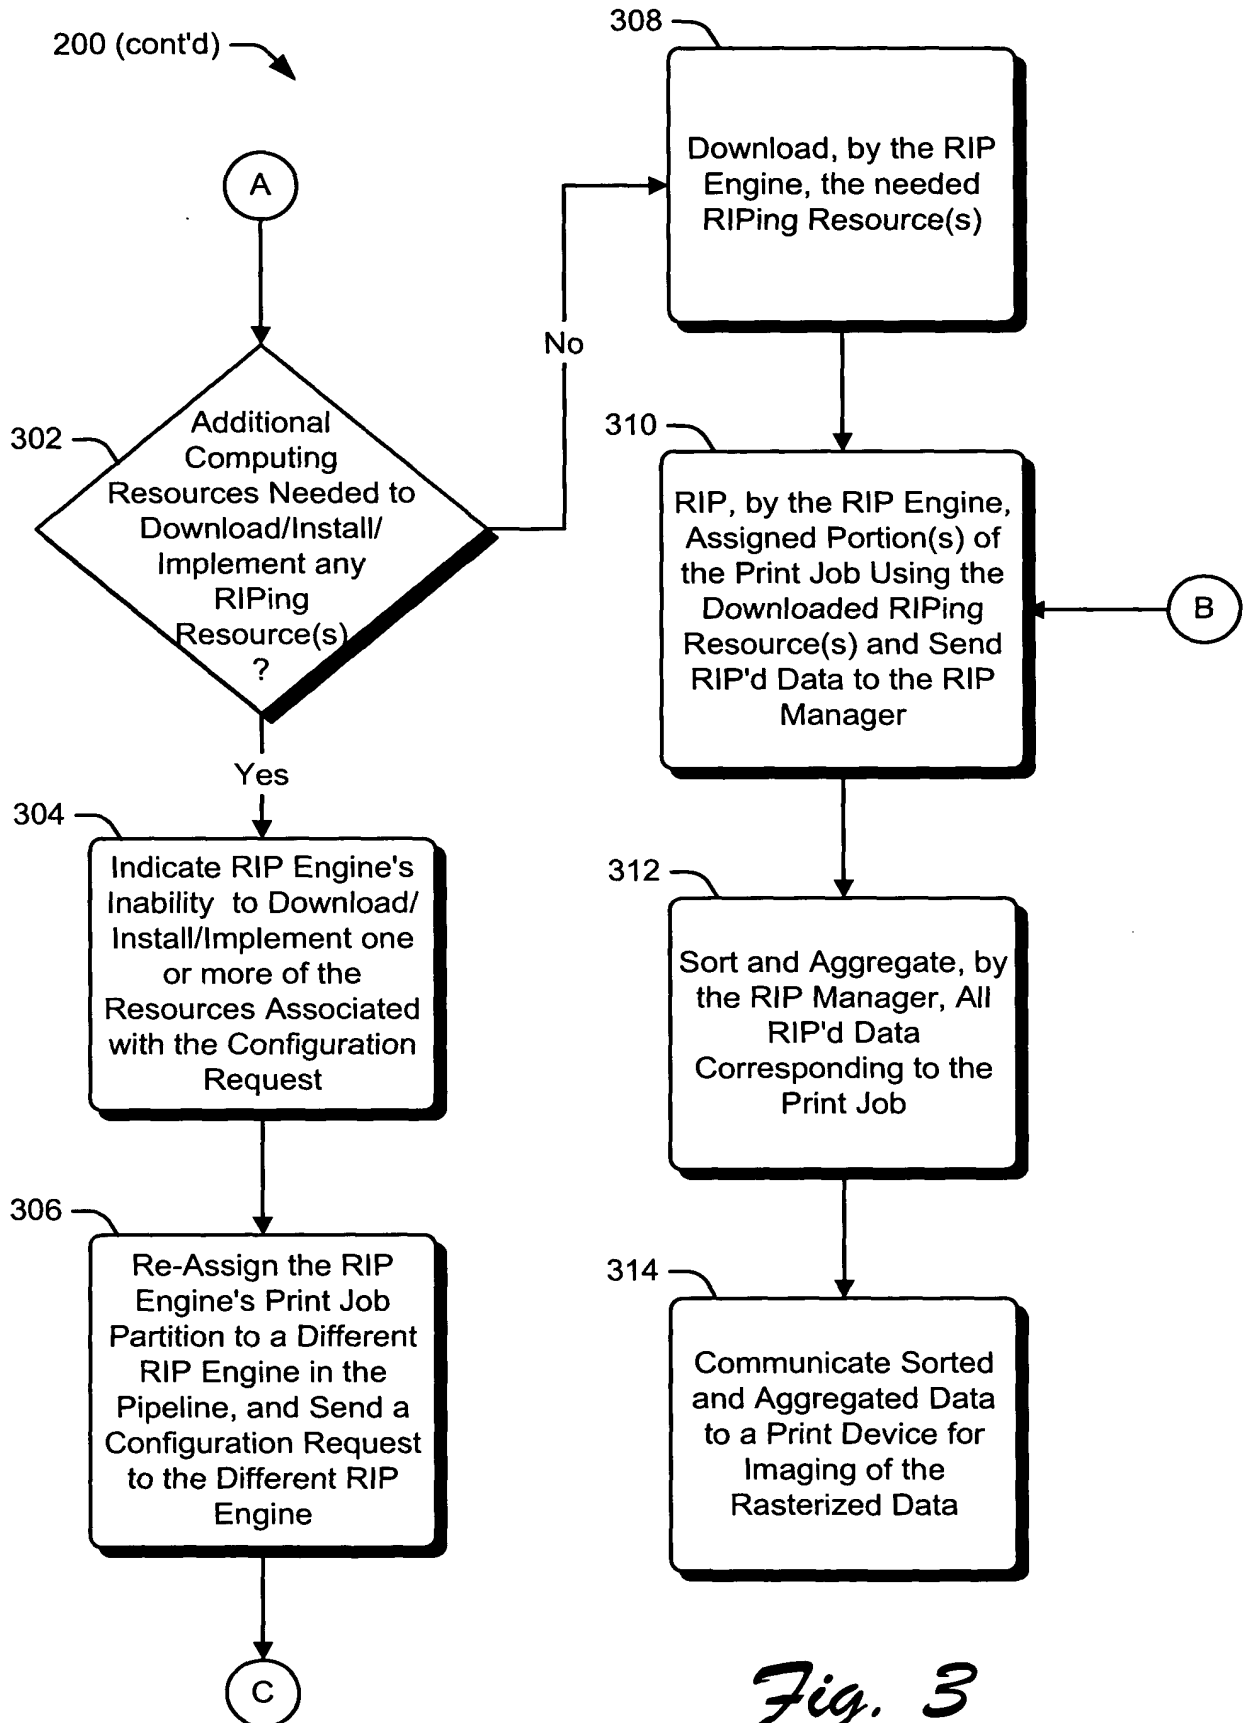 200 (cont'd)
A
302
Additional
Computing
Resources Needed to
Download/Install/
Implement any
RIPing
Resource(s)
?
No
Yes
304
Indicate RIP Engine's
Inability to Download/
Install/Implement one
or more of the
Resources Associated
with the Configuration
Request
306
Re-Assign the RIP
Engine's Print Job
Partition to a Different
RIP Engine in the
Pipeline, and Send a
Configuration Request
to the Different RIP
Engine
C
308
Download, by the RIP
Engine, the needed
RIPing Resource(s)
310
RIP, by the RIP Engine,
Assigned Portion(s) of
the Print Job Using the
Downloaded RIPing
Resource(s) and Send
RIP'd Data to the RIP
Manager
B
312
Sort and Aggregate, by
the RIP Manager, All
RIP'd Data
Corresponding to the
Print Job
314
Communicate Sorted
and Aggregated Data
to a Print Device for
Imaging of the
Rasterized Data
Fig. 3